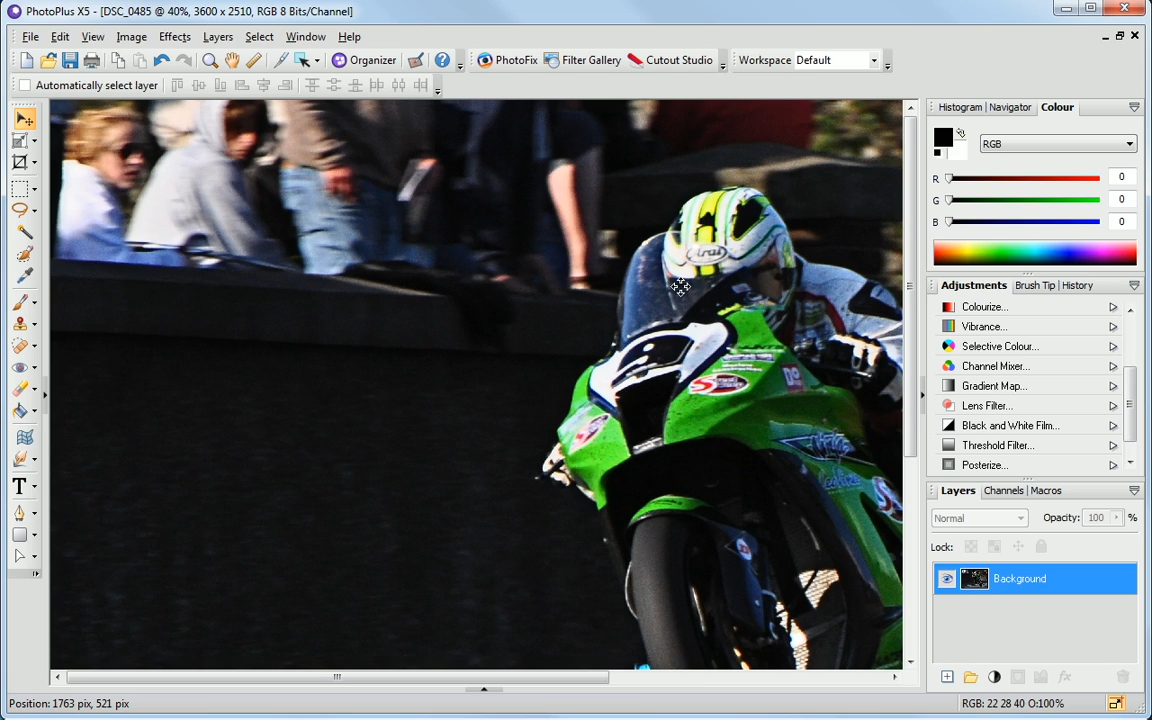 PhotoPlus X5 - [DSC_0485 @ 40%, 3600 x 2510, RGB 8 Bits/Channel]
File Edit View Image Effects Layers Select Window Help
Organizer PhotoFix Filter Gallery Cutout Studio Workspace Default
Automatically select layer
Histogram | Navigator Colour
RGB
R 0
G 0
B 0
Adjustments Brush Tip | History
Colourize...
Vibrance...
Selective Colour...
Channel Mixer...
Gradient Map...
Lens Filter...
Black and White Film...
Threshold Filter...
Posterize...
Layers Channels | Macros
Normal Opacity: 100 %
Lock:
Background
Arai
Ninja
Position: 1763 pix, 521 pix
RGB: 22 28 40 O:100%